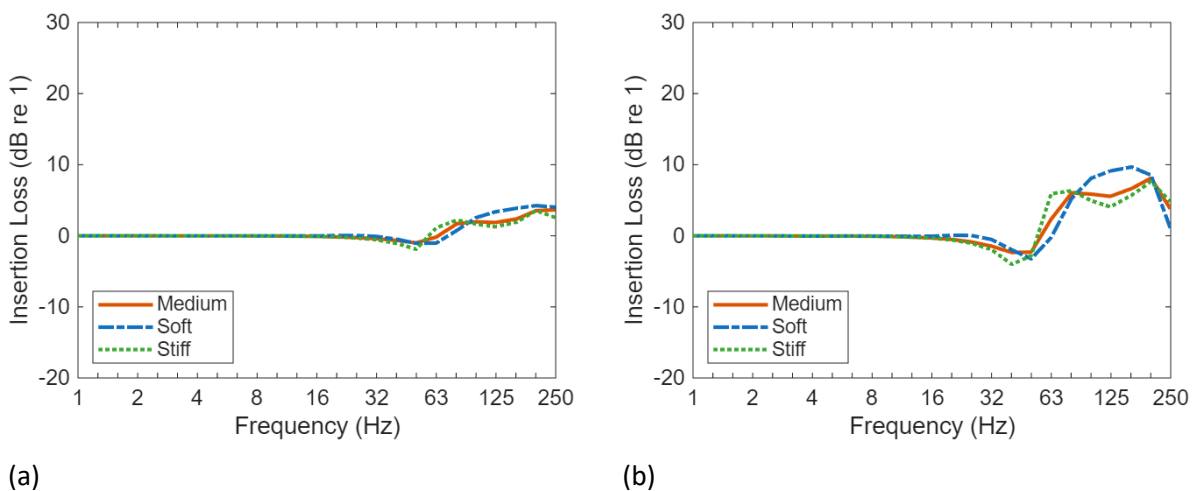 30
20
10
0
-10
-20
Insertion Loss (dB re 1)
Medium
Soft
Stiff
1 2 4 8 16 32 63 125 250
Frequency (Hz)
(a)
30
20
10
0
-10
-20
Insertion Loss (dB re 1)
Medium
Soft
Stiff
1 2 4 8 16 32 63 125 250
Frequency (Hz)
(b)